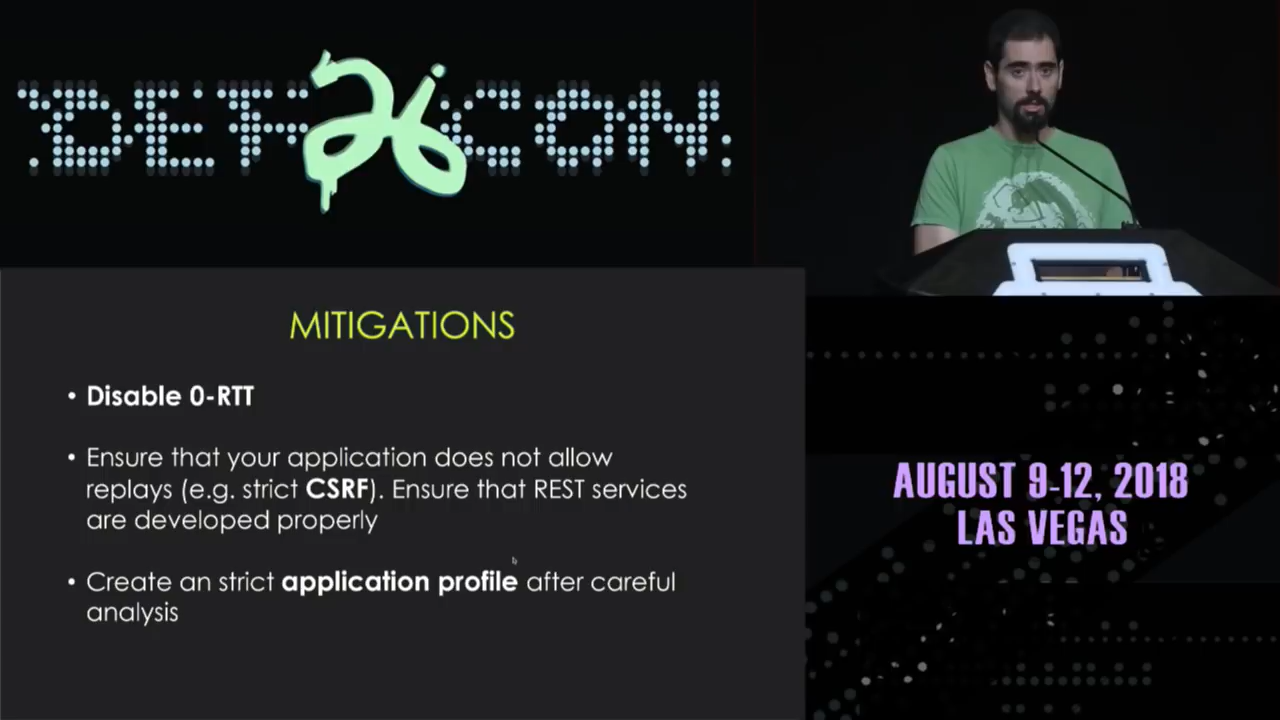 DEF 26 CON
MITIGATIONS
• Disable 0-RTT
• Ensure that your application does not allow
replays (e.g. strict CSRF). Ensure that REST services
are developed properly
• Create an strict application profile after careful
analysis
AUGUST 9-12, 2018
LAS VEGAS